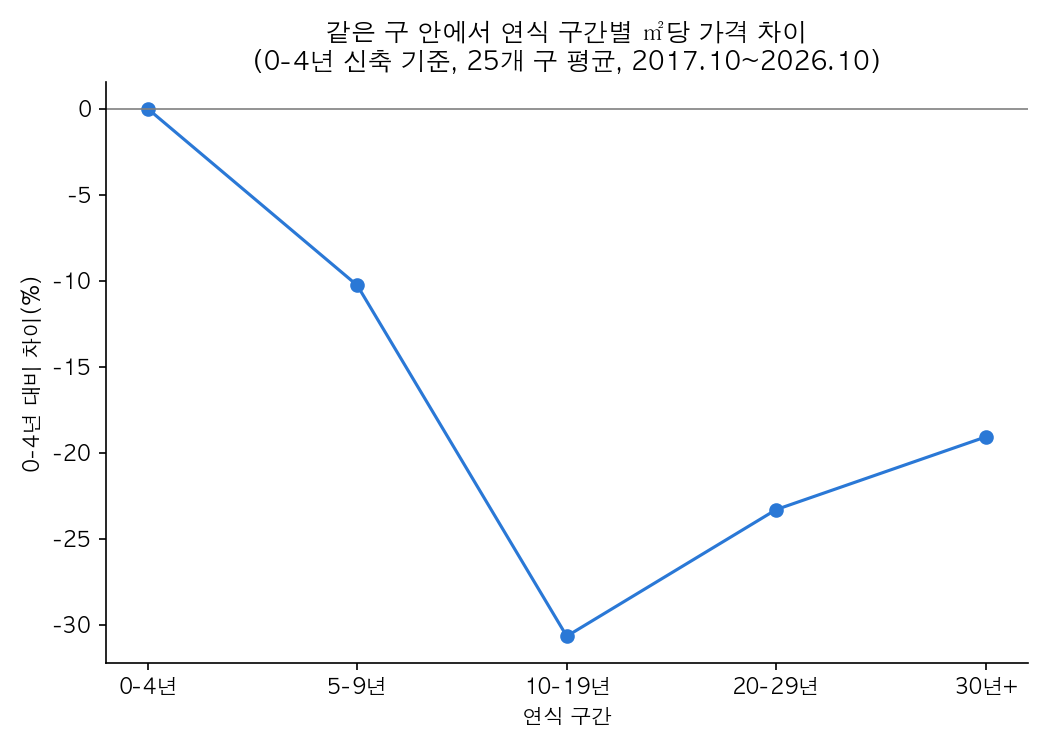 같은 구 안에서 연식 구간별 ㎡당 가격 차이
(0-4년 신축 기준, 25개 구 평균, 2017.10~2026.10)
0-4년 대비 차이(%)
0
-5
-10
-15
-20
-25
-30
0-4년 5-9년 10-19년 20-29년 30년+
연식 구간